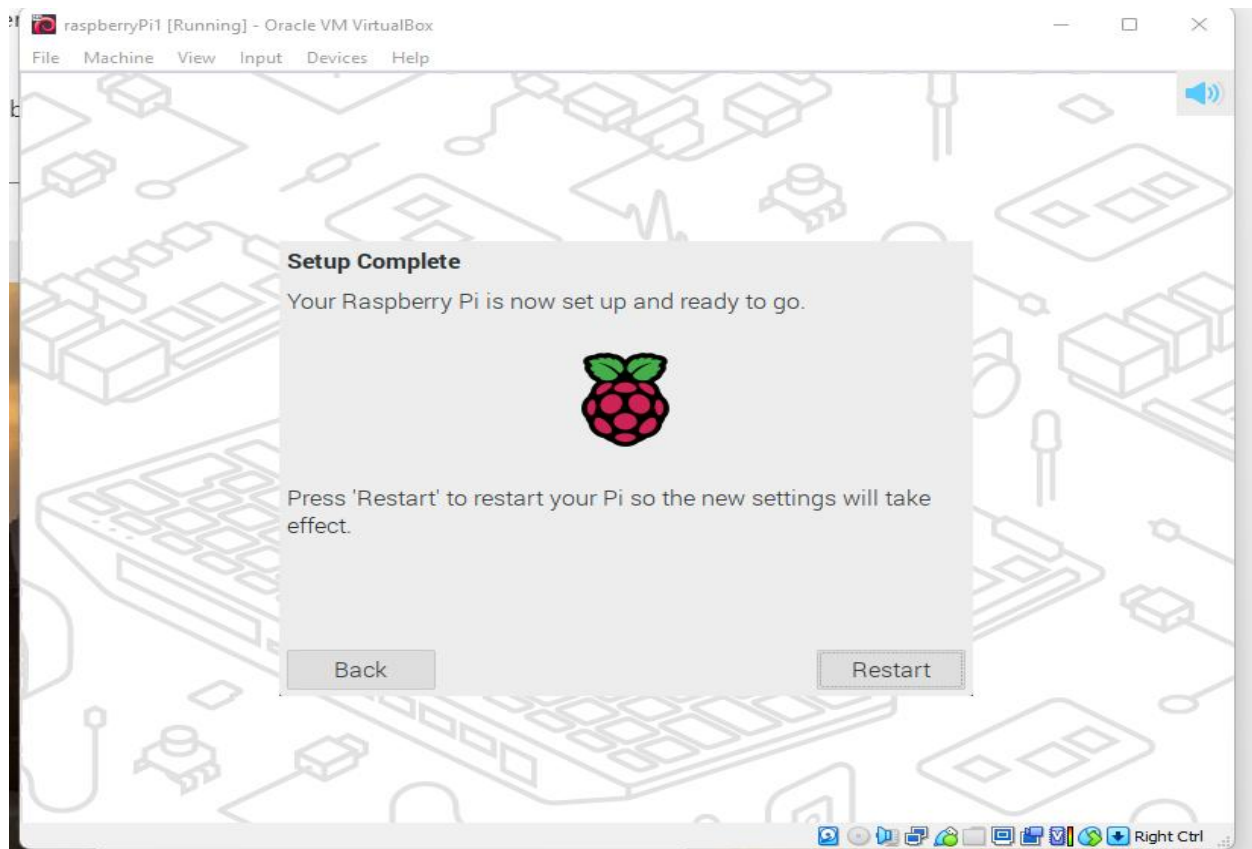 raspberryPi1 [Running] - Oracle VM VirtualBox
File Machine View Input Devices Help
Setup Complete
Your Raspberry Pi is now set up and ready to go.
Press 'Restart' to restart your Pi so the new settings will take
effect.
Back Restart
Right Ctrl